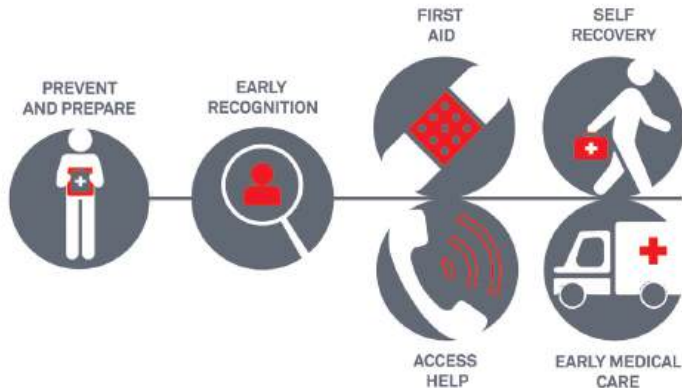 FIRST
AID
SELF
RECOVERY
PREVENT
AND PREPARE
EARLY
RECOGNITION
ACCESS
HELP
EARLY MEDICAL
CARE